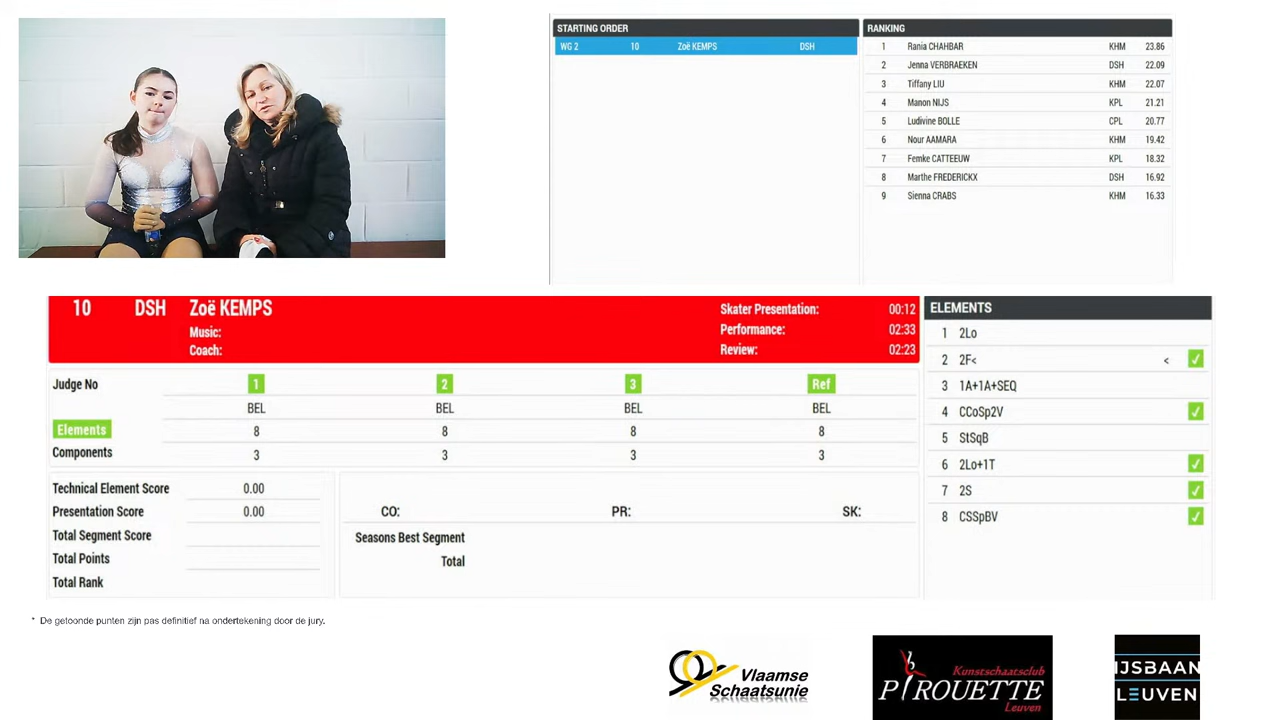 STARTING ORDER
WG 2 10 Zoë KEMPS DSH
RANKING
1 Rania CHAHBAR KHM 23.86
2 Jenna VERBRAEKEN DSH 22.09
3 Tiffany LIU KHM 22.07
4 Manon NIJS KPL 21.21
5 Ludivine BOLLE CPL 20.77
6 Nour AAMARA KHM 19.42
7 Femke CATTEEUW KPL 18.32
8 Marthe FREDERICKX DSH 16.92
9 Sienna CRABS KHM 16.33
10 DSH Zoë KEMPS
Music:
Coach:
Skater Presentation: 00:12
Performance: 02:33
Review: 02:23
Judge No 1 2 3 Ref
BEL BEL BEL BEL
Elements 8 8 8 8
Components 3 3 3 3
Technical Element Score 0.00
Presentation Score 0.00
Total Segment Score
Total Points
Total Rank
CO: PR: SK:
Seasons Best Segment
Total
ELEMENTS
1 2Lo
2 2F< <
3 1A+1A+SEQ
4 CCoSp2V
5 StSqB
6 2Lo+1T
7 2S
8 CSSpBV
* De getoonde punten zijn pas definitief na ondertekening door de jury.
Vlaamse
Schaatsunie
Kunstschaatsclub
PIROUETTE
Leuven
IJSBAAN
LEUVEN